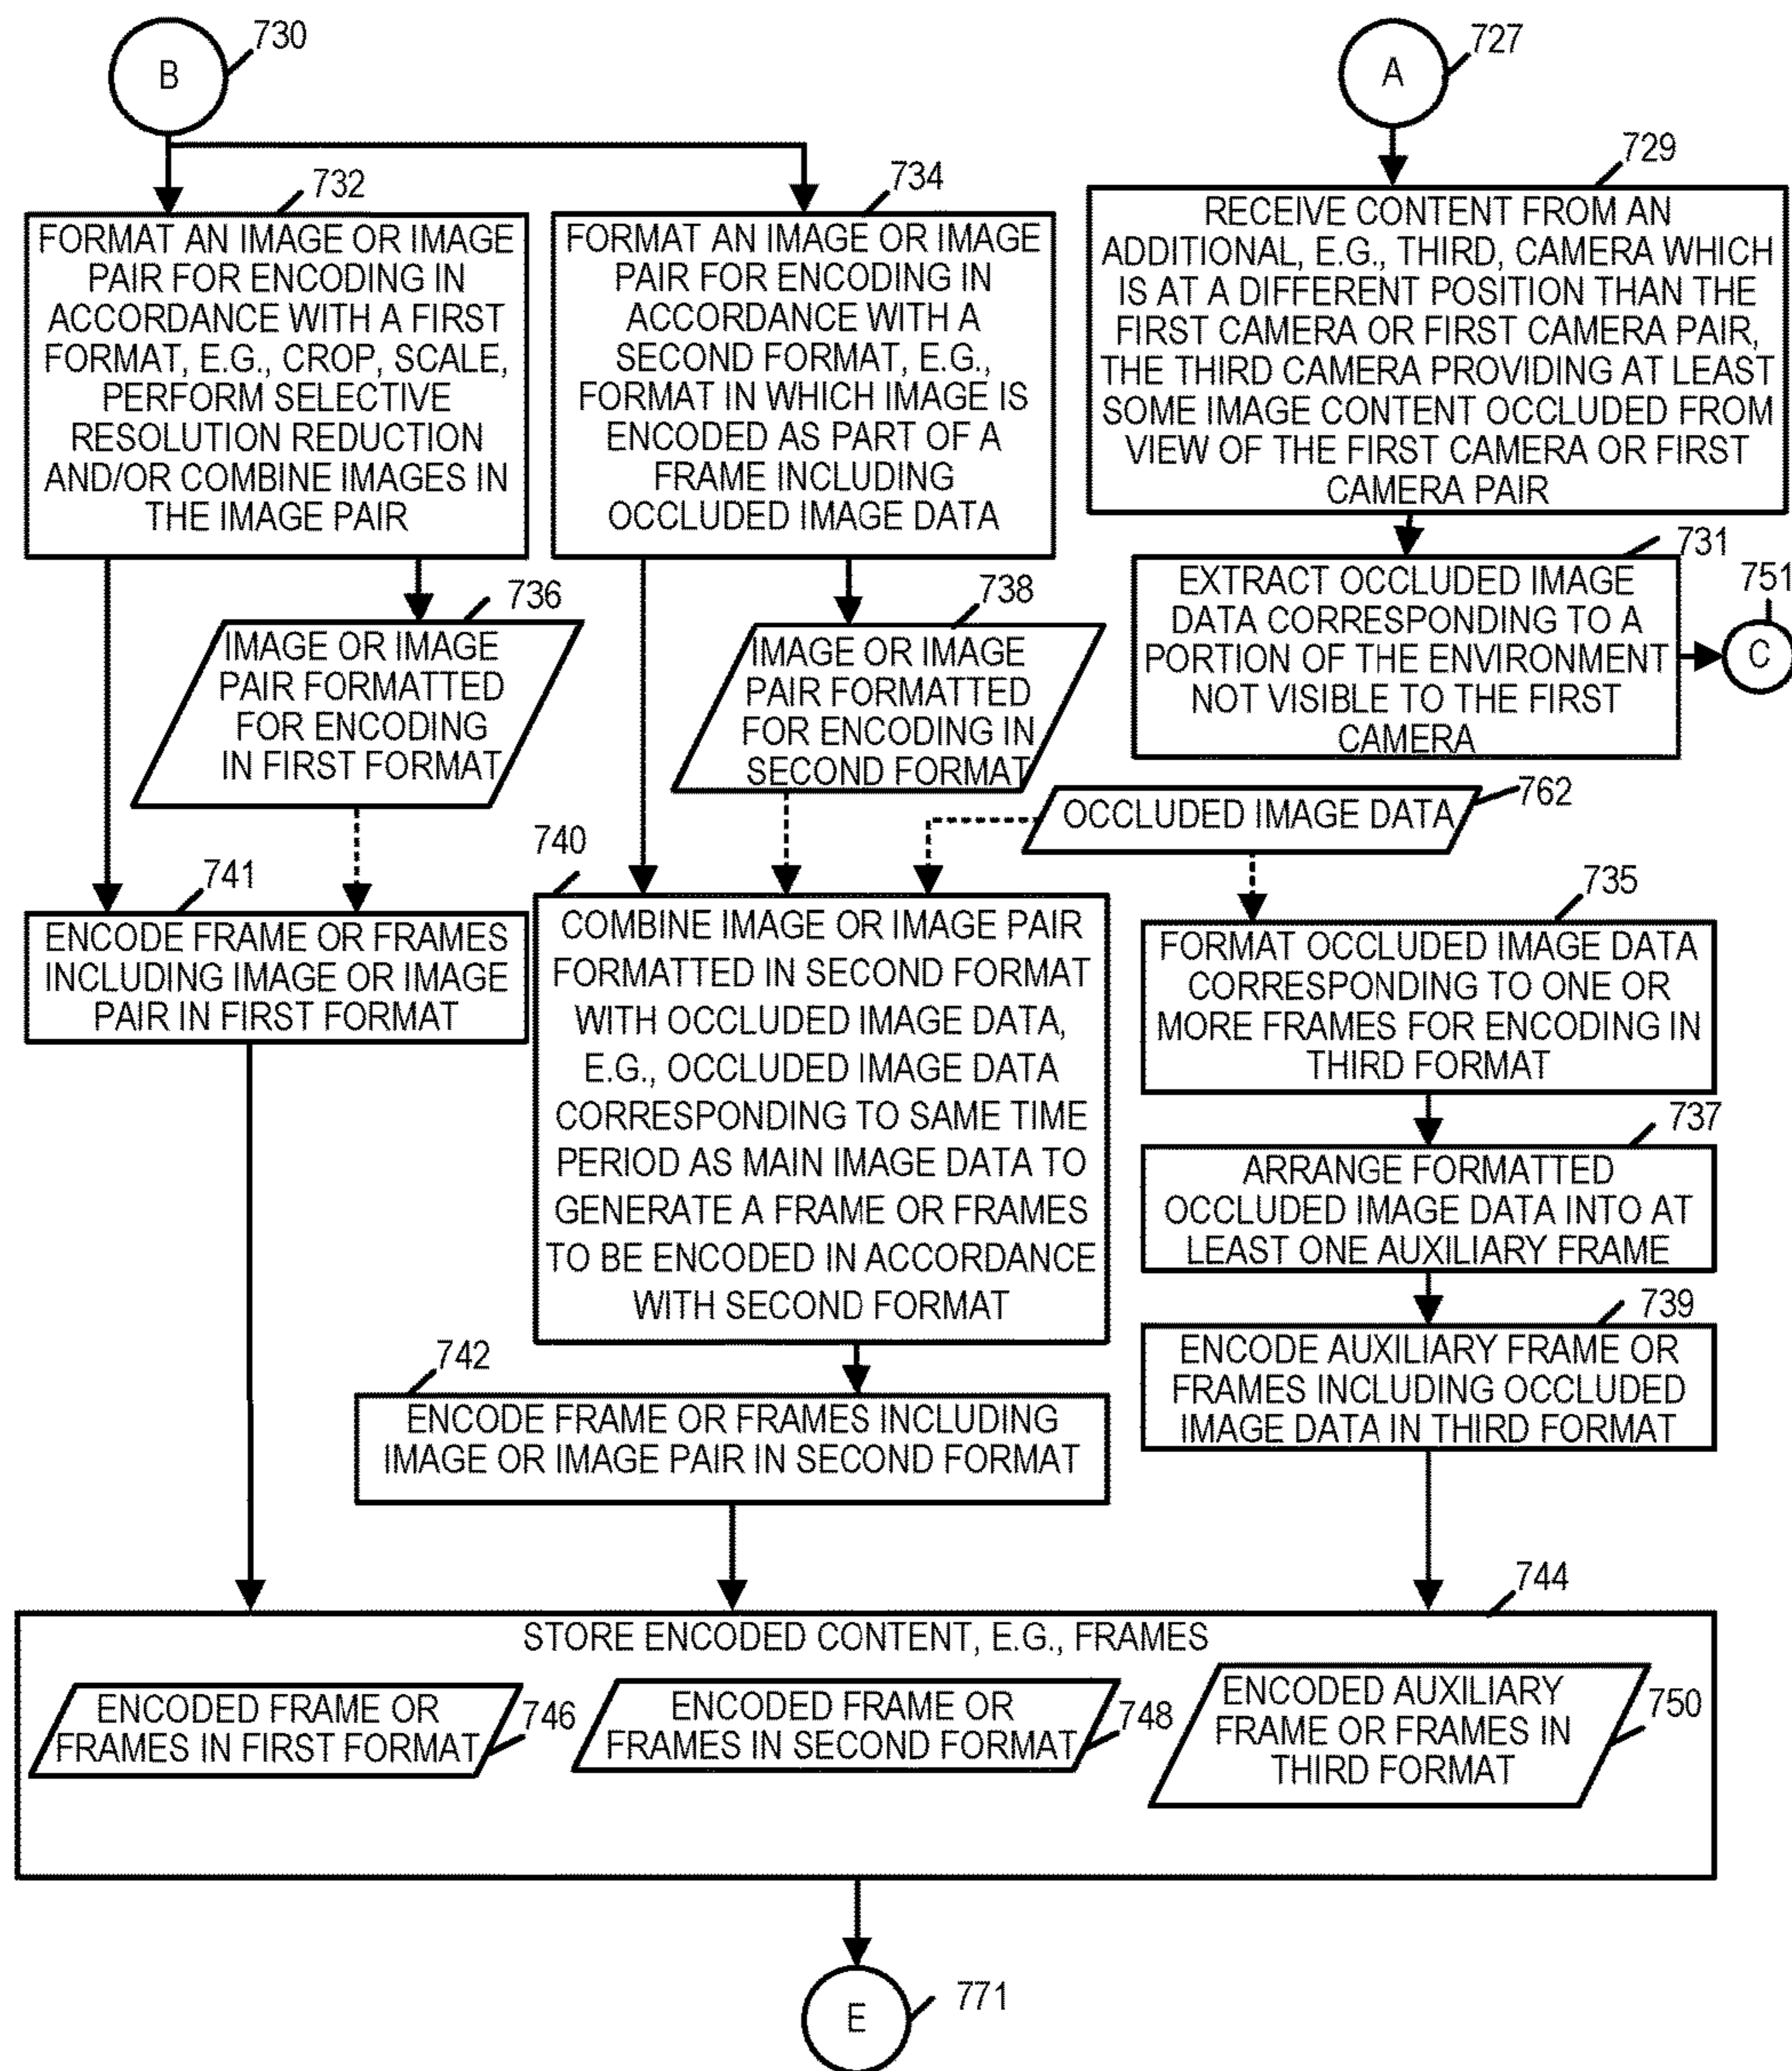 B
730
A
727
732
FORMAT AN IMAGE OR IMAGE
PAIR FOR ENCODING IN
ACCORDANCE WITH A FIRST
FORMAT, E.G., CROP, SCALE,
PERFORM SELECTIVE
RESOLUTION REDUCTION
AND/OR COMBINE IMAGES IN
THE IMAGE PAIR
734
FORMAT AN IMAGE OR IMAGE
PAIR FOR ENCODING IN
ACCORDANCE WITH A
SECOND FORMAT, E.G.,
FORMAT IN WHICH IMAGE IS
ENCODED AS PART OF A
FRAME INCLUDING
OCCLUDED IMAGE DATA
729
RECEIVE CONTENT FROM AN
ADDITIONAL, E.G., THIRD, CAMERA WHICH
IS AT A DIFFERENT POSITION THAN THE
FIRST CAMERA OR FIRST CAMERA PAIR,
THE THIRD CAMERA PROVIDING AT LEAST
SOME IMAGE CONTENT OCCLUDED FROM
VIEW OF THE FIRST CAMERA OR FIRST
CAMERA PAIR
731
EXTRACT OCCLUDED IMAGE
DATA CORRESPONDING TO A
PORTION OF THE ENVIRONMENT
NOT VISIBLE TO THE FIRST
CAMERA
751
C
736
IMAGE OR IMAGE
PAIR FORMATTED
FOR ENCODING
IN FIRST FORMAT
738
IMAGE OR IMAGE
PAIR FORMATTED
FOR ENCODING IN
SECOND FORMAT
OCCLUDED IMAGE DATA
762
741
ENCODE FRAME OR FRAMES
INCLUDING IMAGE OR IMAGE
PAIR IN FIRST FORMAT
740
COMBINE IMAGE OR IMAGE PAIR
FORMATTED IN SECOND FORMAT
WITH OCCLUDED IMAGE DATA,
E.G., OCCLUDED IMAGE DATA
CORRESPONDING TO SAME TIME
PERIOD AS MAIN IMAGE DATA TO
GENERATE A FRAME OR FRAMES
TO BE ENCODED IN ACCORDANCE
WITH SECOND FORMAT
735
FORMAT OCCLUDED IMAGE DATA
CORRESPONDING TO ONE OR
MORE FRAMES FOR ENCODING IN
THIRD FORMAT
737
ARRANGE FORMATTED
OCCLUDED IMAGE DATA INTO AT
LEAST ONE AUXILIARY FRAME
739
ENCODE AUXILIARY FRAME OR
FRAMES INCLUDING OCCLUDED
IMAGE DATA IN THIRD FORMAT
742
ENCODE FRAME OR FRAMES INCLUDING
IMAGE OR IMAGE PAIR IN SECOND FORMAT
744
STORE ENCODED CONTENT, E.G., FRAMES
ENCODED FRAME OR
FRAMES IN FIRST FORMAT
746
ENCODED FRAME OR
FRAMES IN SECOND FORMAT
748
ENCODED AUXILIARY
FRAME OR FRAMES IN
THIRD FORMAT
750
E
771